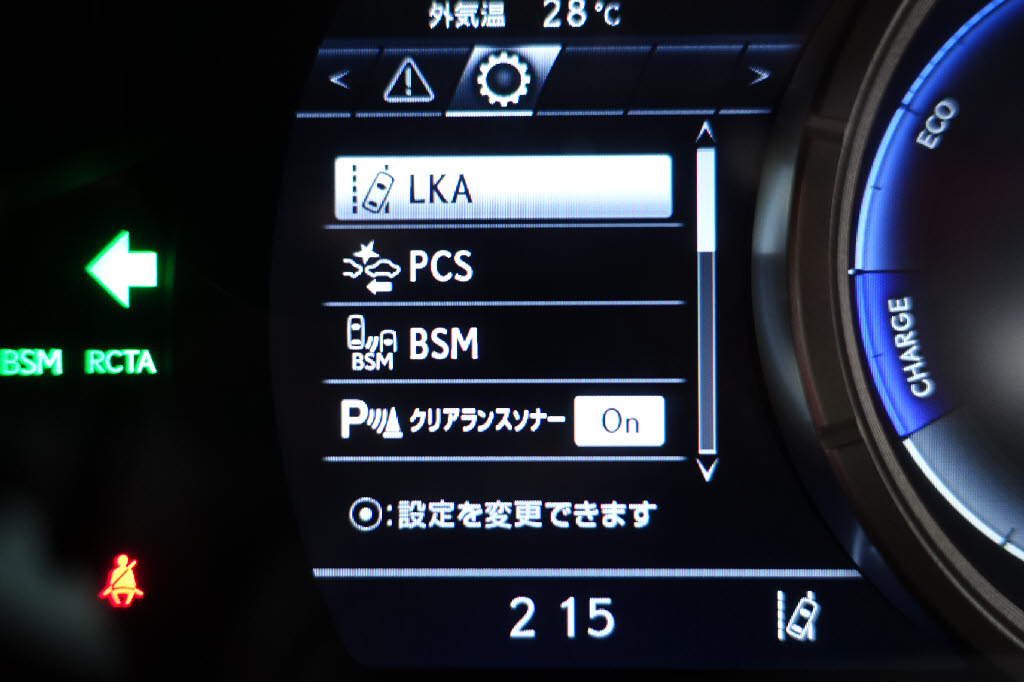 外気温 28℃
< >
LKA
PCS
BSM
BSM
P クリアランスソナー On
:設定を変更できます
2 15
BSM RCTA
ECO
CHARGE